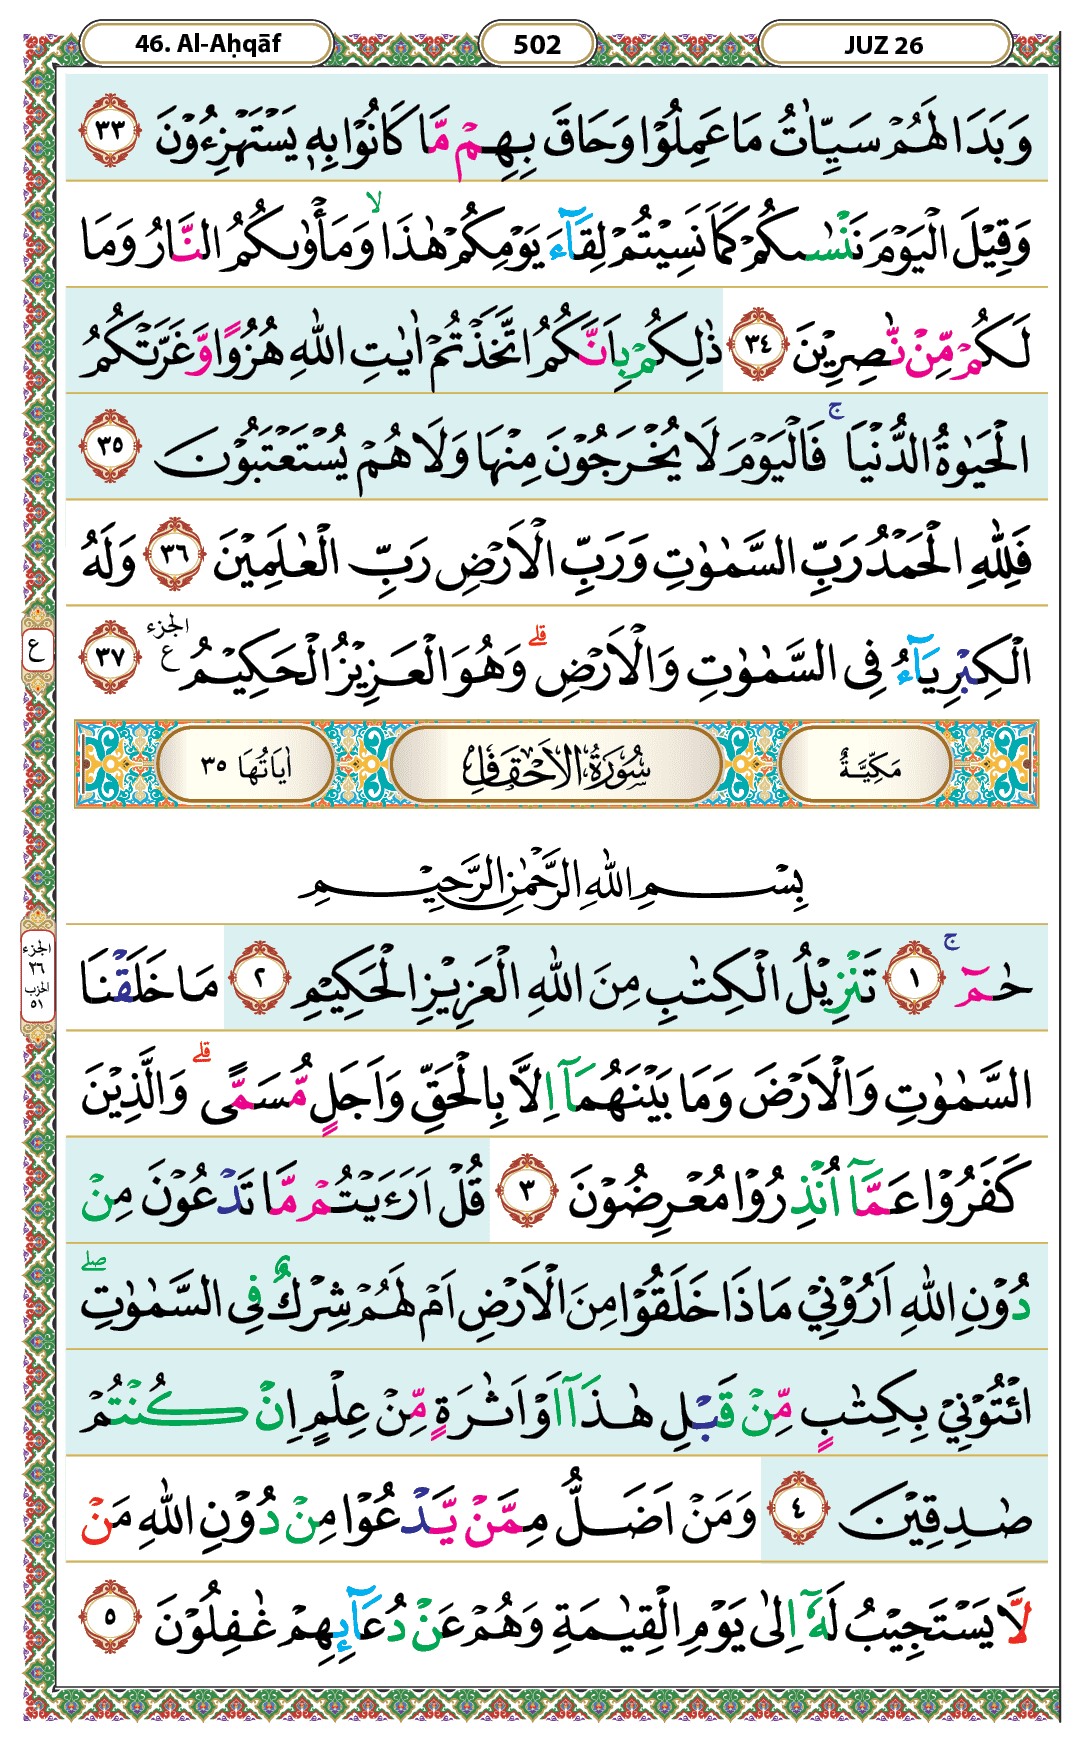 46. Al-Aḥqāf 502 JUZ 26
وَبَدَا لَهُمْ سَيِّاٰتُ مَا عَمِلُوْا وَحَاقَ بِهِمْ مَّا كَانُوْا بِهٖ يَسْتَهْزِءُوْنَ ٣٣
وَقِيْلَ الْيَوْمَ نَنْسٰىكُمْ كَمَا نَسِيْتُمْ لِقَآءَ يَوْمِكُمْ هٰذَا ۙ وَمَأْوٰىكُمُ النَّارُ وَمَا
لَكُمْ مِّنْ نّٰصِرِيْنَ ٣٤ ذٰلِكُمْ بِاَنَّكُمُ اتَّخَذْتُمْ اٰيٰتِ اللّٰهِ هُزُوًا وَّغَرَّتْكُمُ
الْحَيٰوةُ الدُّنْيَا ۚ فَالْيَوْمَ لَا يُخْرَجُوْنَ مِنْهَا وَلَا هُمْ يُسْتَعْتَبُوْنَ ٣٥
فَلِلّٰهِ الْحَمْدُ رَبِّ السَّمٰوٰتِ وَرَبِّ الْاَرْضِ رَبِّ الْعٰلَمِيْنَ ٣٦ وَلَهُ
الْكِبْرِيَآءُ فِى السَّمٰوٰتِ وَالْاَرْضِ ۗ وَهُوَ الْعَزِيْزُ الْحَكِيْمُ الجزء ع ٣٧
ع
مَكِّيَّةٌ سُوْرَةُ الْاَحْقَافِ اٰيَاتُهَا ٣٥
بِسْمِ اللّٰهِ الرَّحْمٰنِ الرَّحِيْمِ
حٰمۤ ۚ ١ تَنْزِيْلُ الْكِتٰبِ مِنَ اللّٰهِ الْعَزِيْزِ الْحَكِيْمِ ٢ مَا خَلَقْنَا
الجزء
٢٦
الحزب
٥١
السَّمٰوٰتِ وَالْاَرْضَ وَمَا بَيْنَهُمَآ اِلَّا بِالْحَقِّ وَاَجَلٍ مُّسَمًّى ۗ وَالَّذِيْنَ
كَفَرُوْا عَمَّآ اُنْذِرُوْا مُعْرِضُوْنَ ٣ قُلْ اَرَءَيْتُمْ مَّا تَدْعُوْنَ مِنْ
دُوْنِ اللّٰهِ اَرُوْنِيْ مَاذَا خَلَقُوْا مِنَ الْاَرْضِ اَمْ لَهُمْ شِرْكٌ فِى السَّمٰوٰتِ ۖ
ائْتُوْنِيْ بِكِتٰبٍ مِّنْ قَبْلِ هٰذَآ اَوْ اَثٰرَةٍ مِّنْ عِلْمٍ اِنْ كُنْتُمْ
صٰدِقِيْنَ ٤ وَمَنْ اَضَلُّ مِمَّنْ يَّدْعُوْا مِنْ دُوْنِ اللّٰهِ مَنْ
لَّا يَسْتَجِيْبُ لَهٗٓ اِلٰى يَوْمِ الْقِيٰمَةِ وَهُمْ عَنْ دُعَآئِهِمْ غٰفِلُوْنَ ٥